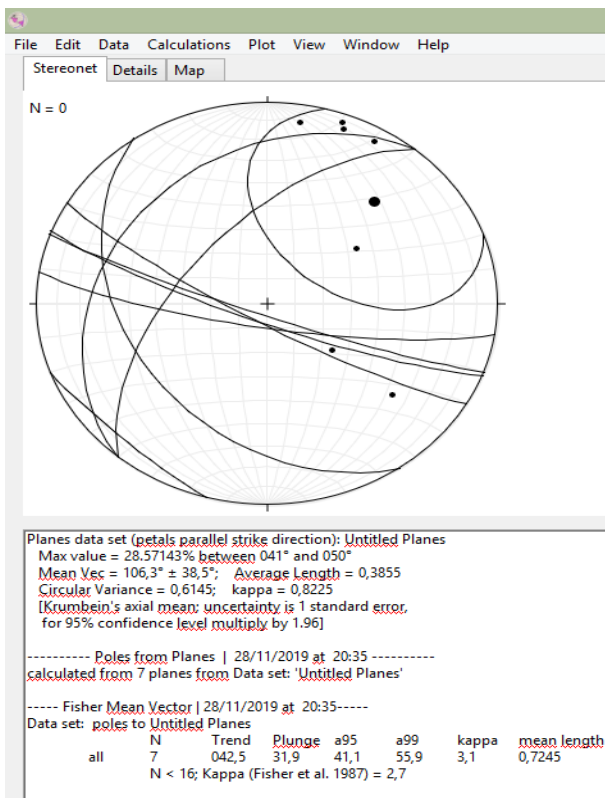 File Edit Data Calculations Plot View Window Help
Stereonet Details Map
N = 0
Planes data set (petals parallel strike direction): Untitled Planes
Max value = 28.57143% between 041° and 050°
Mean Vec = 106,3° ± 38,5°; Average Length = 0,3855
Circular Variance = 0,6145; kappa = 0,8225
[Krumbein's axial mean; uncertainty is 1 standard error,
for 95% confidence level multiply by 1.96]
---------- Poles from Planes | 28/11/2019 at 20:35 ----------
calculated from 7 planes from Data set: 'Untitled Planes'
----- Fisher Mean Vector | 28/11/2019 at 20:35-----
Data set: poles to Untitled Planes
N Trend Plunge a95 a99 kappa mean length
all 7 042,5 31,9 41,1 55,9 3,1 0,7245
N < 16; Kappa (Fisher et al. 1987) = 2,7